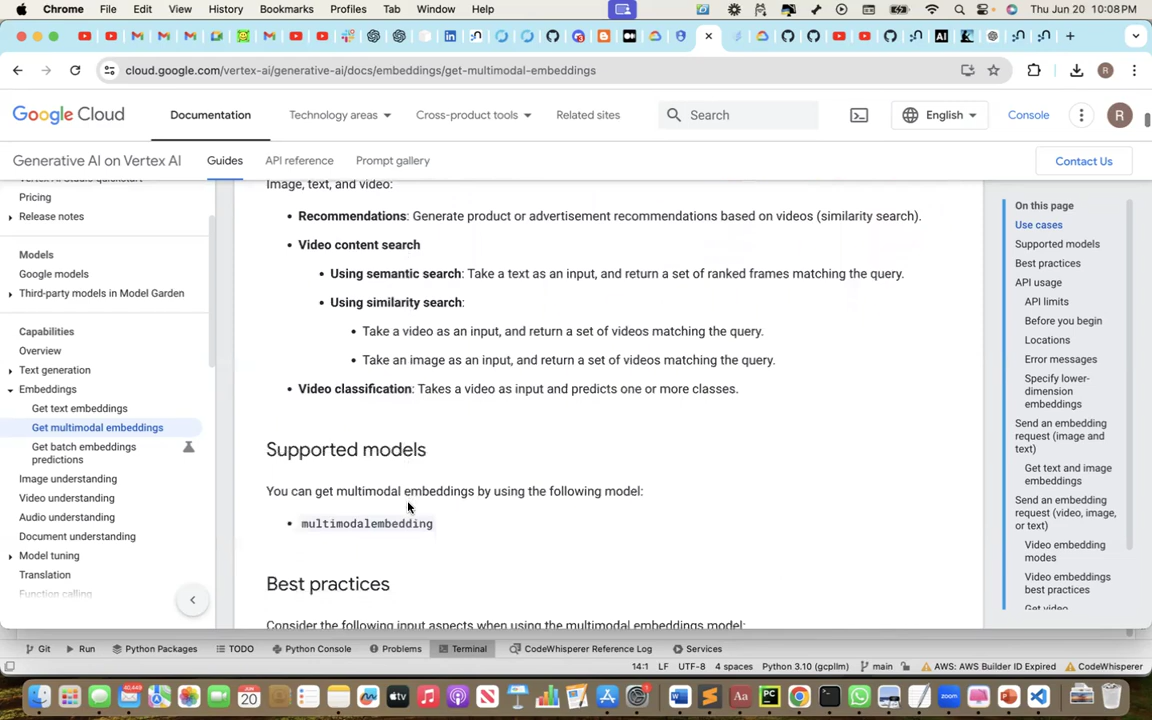 Chrome File Edit View History Bookmarks Profiles Tab Window Help Thu Jun 20 10:08 PM
cloud.google.com/vertex-ai/generative-ai/docs/embeddings/get-multimodal-embeddings R
Google Cloud Documentation Technology areas Cross-product tools Related sites Search English Console R
Generative AI on Vertex AI Guides API reference Prompt gallery Contact Us
Vertex AI Studio quickstart
Pricing
Release notes
Models
Google models
Third-party models in Model Garden
Capabilities
Overview
Text generation
Embeddings
Get text embeddings
Get multimodal embeddings
Get batch embeddings
predictions
Image understanding
Video understanding
Audio understanding
Document understanding
Model tuning
Translation
Function calling
Image, text, and video:
Recommendations: Generate product or advertisement recommendations based on videos (similarity search).
Video content search
Using semantic search: Take a text as an input, and return a set of ranked frames matching the query.
Using similarity search:
Take a video as an input, and return a set of videos matching the query.
Take an image as an input, and return a set of videos matching the query.
Video classification: Takes a video as input and predicts one or more classes.
Supported models
You can get multimodal embeddings by using the following model:
multimodalembedding
Best practices
Consider the following input aspects when using the multimodal embeddings model:
On this page
Use cases
Supported models
Best practices
API usage
API limits
Before you begin
Locations
Error messages
Specify lower-
dimension
embeddings
Send an embedding
request (image and
text)
Get text and image
embeddings
Send an embedding
request (video, image,
or text)
Video embedding
modes
Video embeddings
best practices
Get video
Git Run Python Packages TODO Python Console Problems Terminal CodeWhisperer Reference Log Services
14:1 LF UTF-8 4 spaces Python 3.10 (gcpllm) main AWS: AWS Builder ID Expired CodeWhisperer